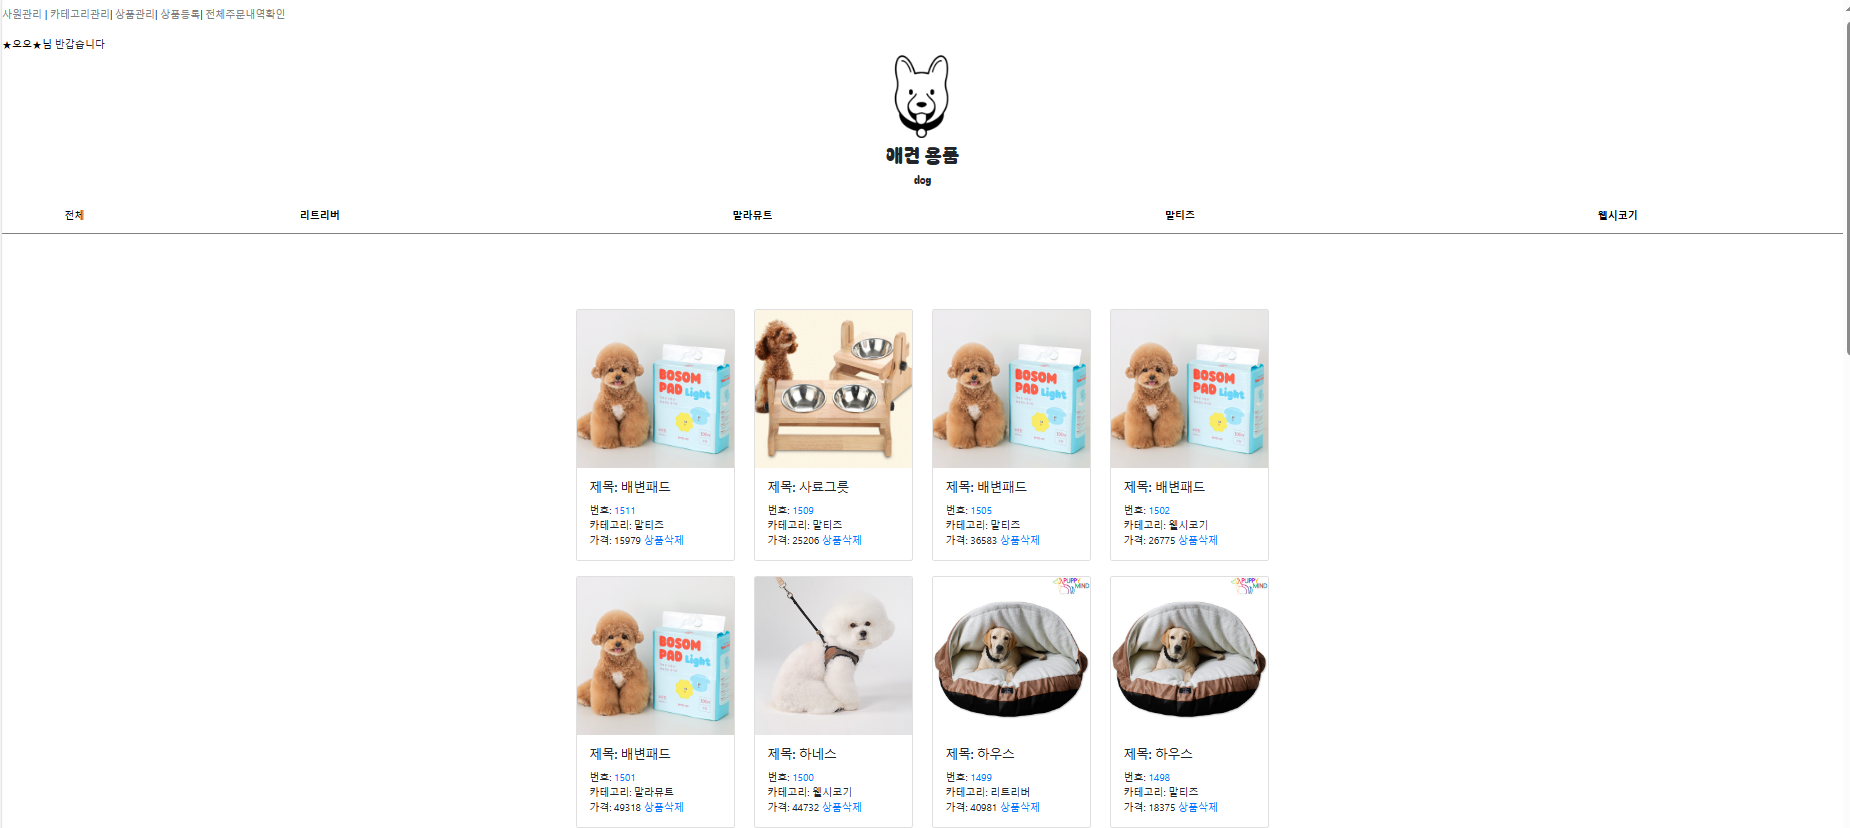 사원관리 | 카테고리관리| 상품관리| 상품등록| 전체주문내역확인
★오으★님 반갑습니다
애견 용품
dog
전체 리트리버 말라뮤트 말티즈 웰시코기
BOSOM PAD Light
BOSOM PAD Light
BOSOM PAD Light
제목: 배변패드
번호: 1511
카테고리: 말티즈
가격: 15979 상품삭제
제목: 사료그릇
번호: 1509
카테고리: 말티즈
가격: 25206 상품삭제
제목: 배변패드
번호: 1505
카테고리: 말티즈
가격: 36583 상품삭제
제목: 배변패드
번호: 1502
카테고리: 웰시코기
가격: 26775 상품삭제
BOSOM PAD Light
PUPPY MIND
PUPPY MIND
제목: 배변패드
번호: 1501
카테고리: 말라뮤트
가격: 49318 상품삭제
제목: 하네스
번호: 1500
카테고리: 웰시코기
가격: 44732 상품삭제
제목: 하우스
번호: 1499
카테고리: 리트리버
가격: 40981 상품삭제
제목: 하우스
번호: 1498
카테고리: 말티즈
가격: 18375 상품삭제